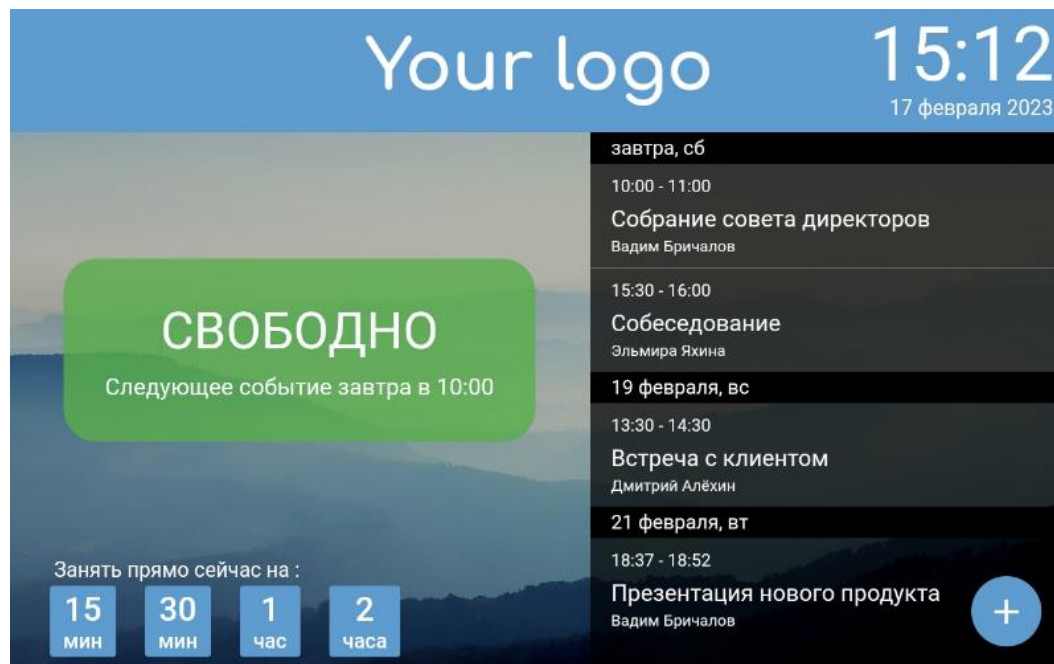 Your logo
15:12
17 февраля 2023
СВОБОДНО
Следующее событие завтра в 10:00
Занять прямо сейчас на :
15 мин
30 мин
1 час
2 часа
завтра, сб
10:00 - 11:00
Собрание совета директоров
Вадим Бричалов
15:30 - 16:00
Собеседование
Эльмира Яхина
19 февраля, вс
13:30 - 14:30
Встреча с клиентом
Дмитрий Алёхин
21 февраля, вт
18:37 - 18:52
Презентация нового продукта
Вадим Бричалов
+